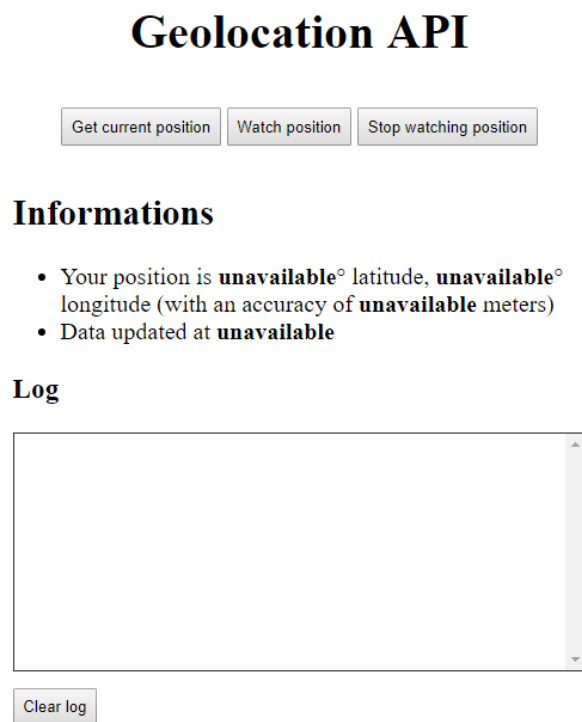 Geolocation API
Get current position Watch position Stop watching position
Informations
Your position is unavailable° latitude, unavailable°
longitude (with an accuracy of unavailable meters)
Data updated at unavailable
Log
Clear log